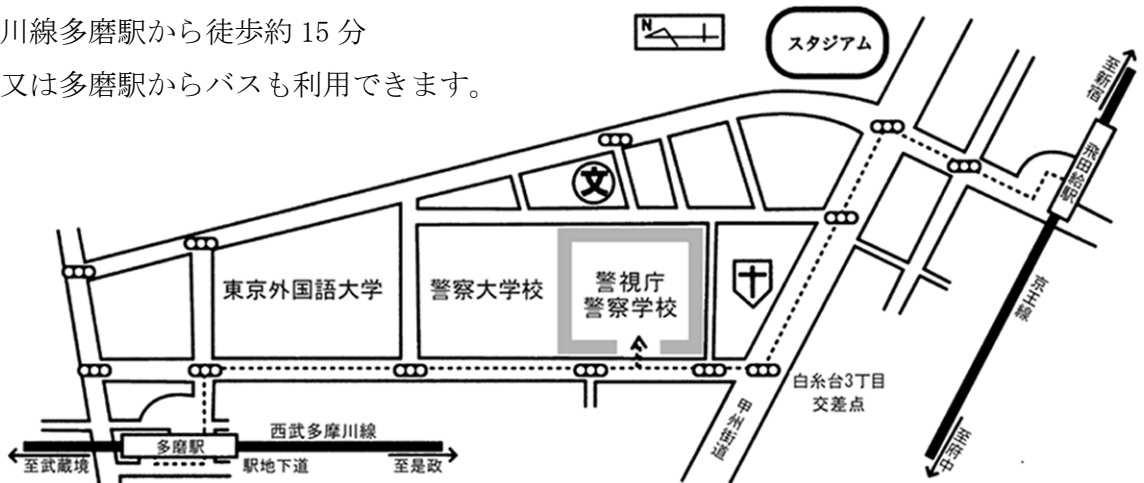 川線多磨駅から徒歩約 15 分
又は多磨駅からバスも利用できます。
N
スタジアム
至新宿
飛田給駅
文
東京外国語大学
警察大学校
警視庁
警察学校
京王線
白糸台3丁目
交差点
甲州街道
西武多摩川線
多磨駅
至武蔵境
駅地下道
至是政
至府中